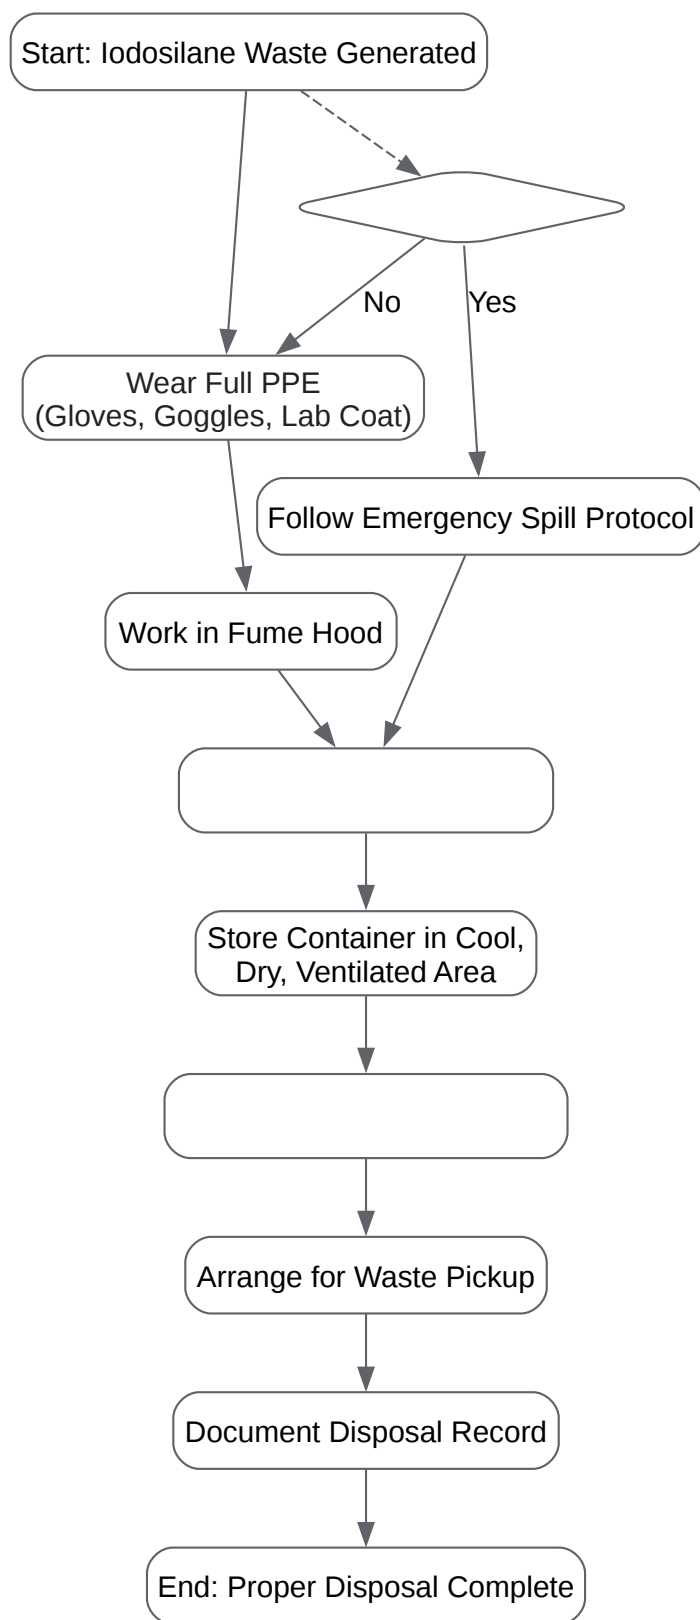 Start: Iodosilane Waste Generated
No
Yes
Wear Full PPE
(Gloves, Goggles, Lab Coat)
Follow Emergency Spill Protocol
Work in Fume Hood
Store Container in Cool,
Dry, Ventilated Area
Arrange for Waste Pickup
Document Disposal Record
End: Proper Disposal Complete